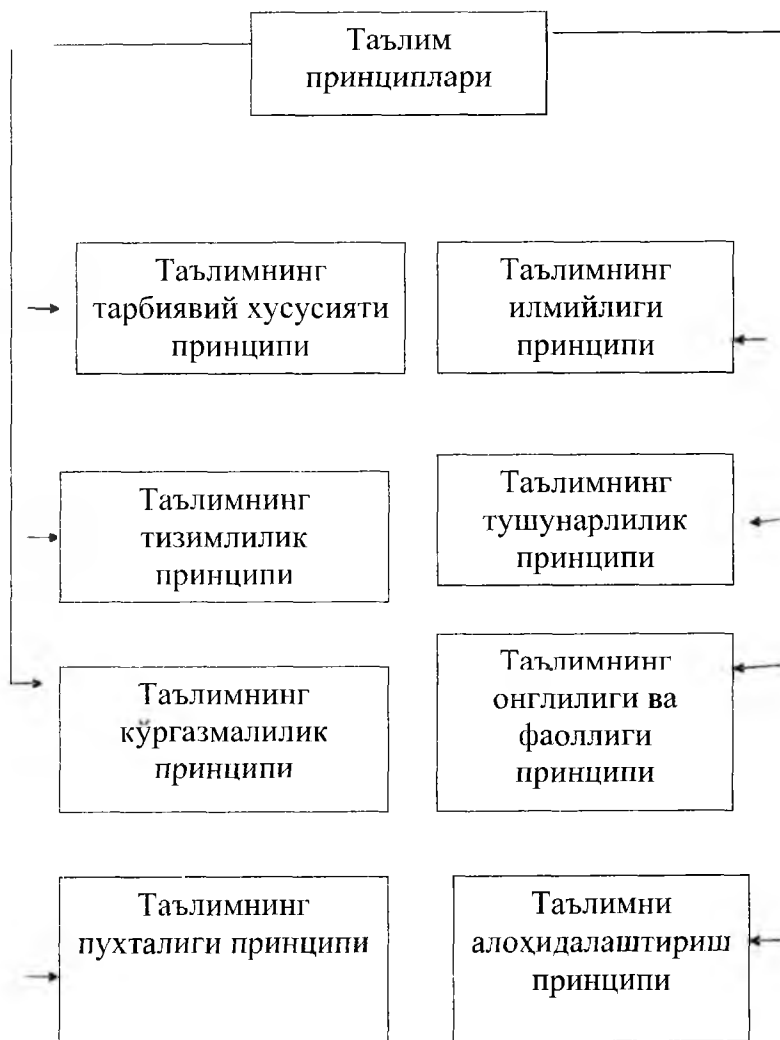 Таълим
принциплари
Таълимнинг
тарбиявий хусусияти
принципи
Таълимнинг
илмийлиги
принципи
Таълимнинг
тизимлилик
принципи
Таълимнинг
тушунарлилик
принципи
Таълимнинг
кўргазмалилик
принципи
Таълимнинг
онглилиги ва
фаоллиги
принципи
Таълимнинг
пухталиги принципи
Таълимни
алоҳидалаштириш
принципи